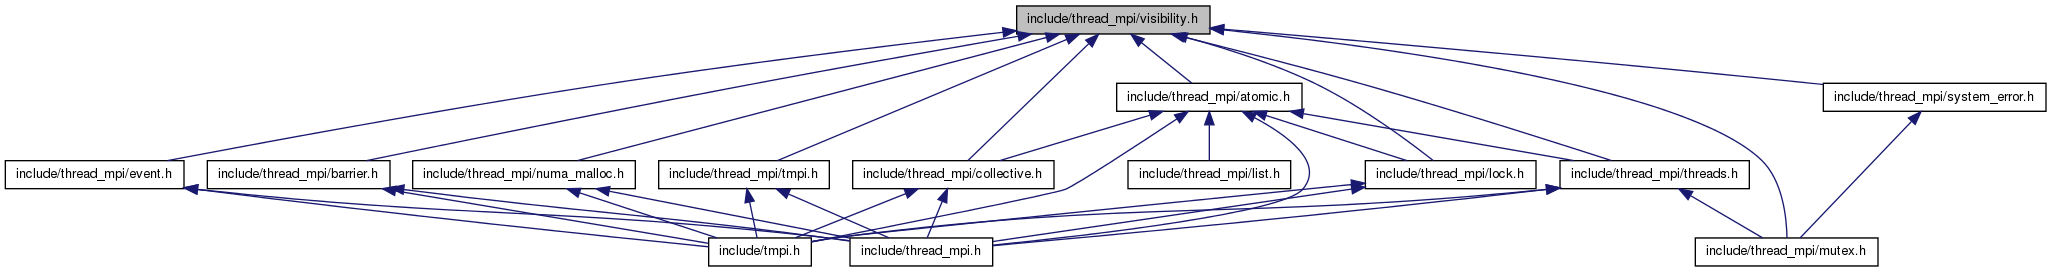 include/thread_mpi/visibility.h
include/thread_mpi/atomic.h
include/thread_mpi/system_error.h
include/thread_mpi/event.h
include/thread_mpi/barrier.h
include/thread_mpi/numa_malloc.h
include/thread_mpi/tmpi.h
include/thread_mpi/collective.h
include/thread_mpi/list.h
include/thread_mpi/lock.h
include/thread_mpi/threads.h
include/tmpi.h
include/thread_mpi.h
include/thread_mpi/mutex.h